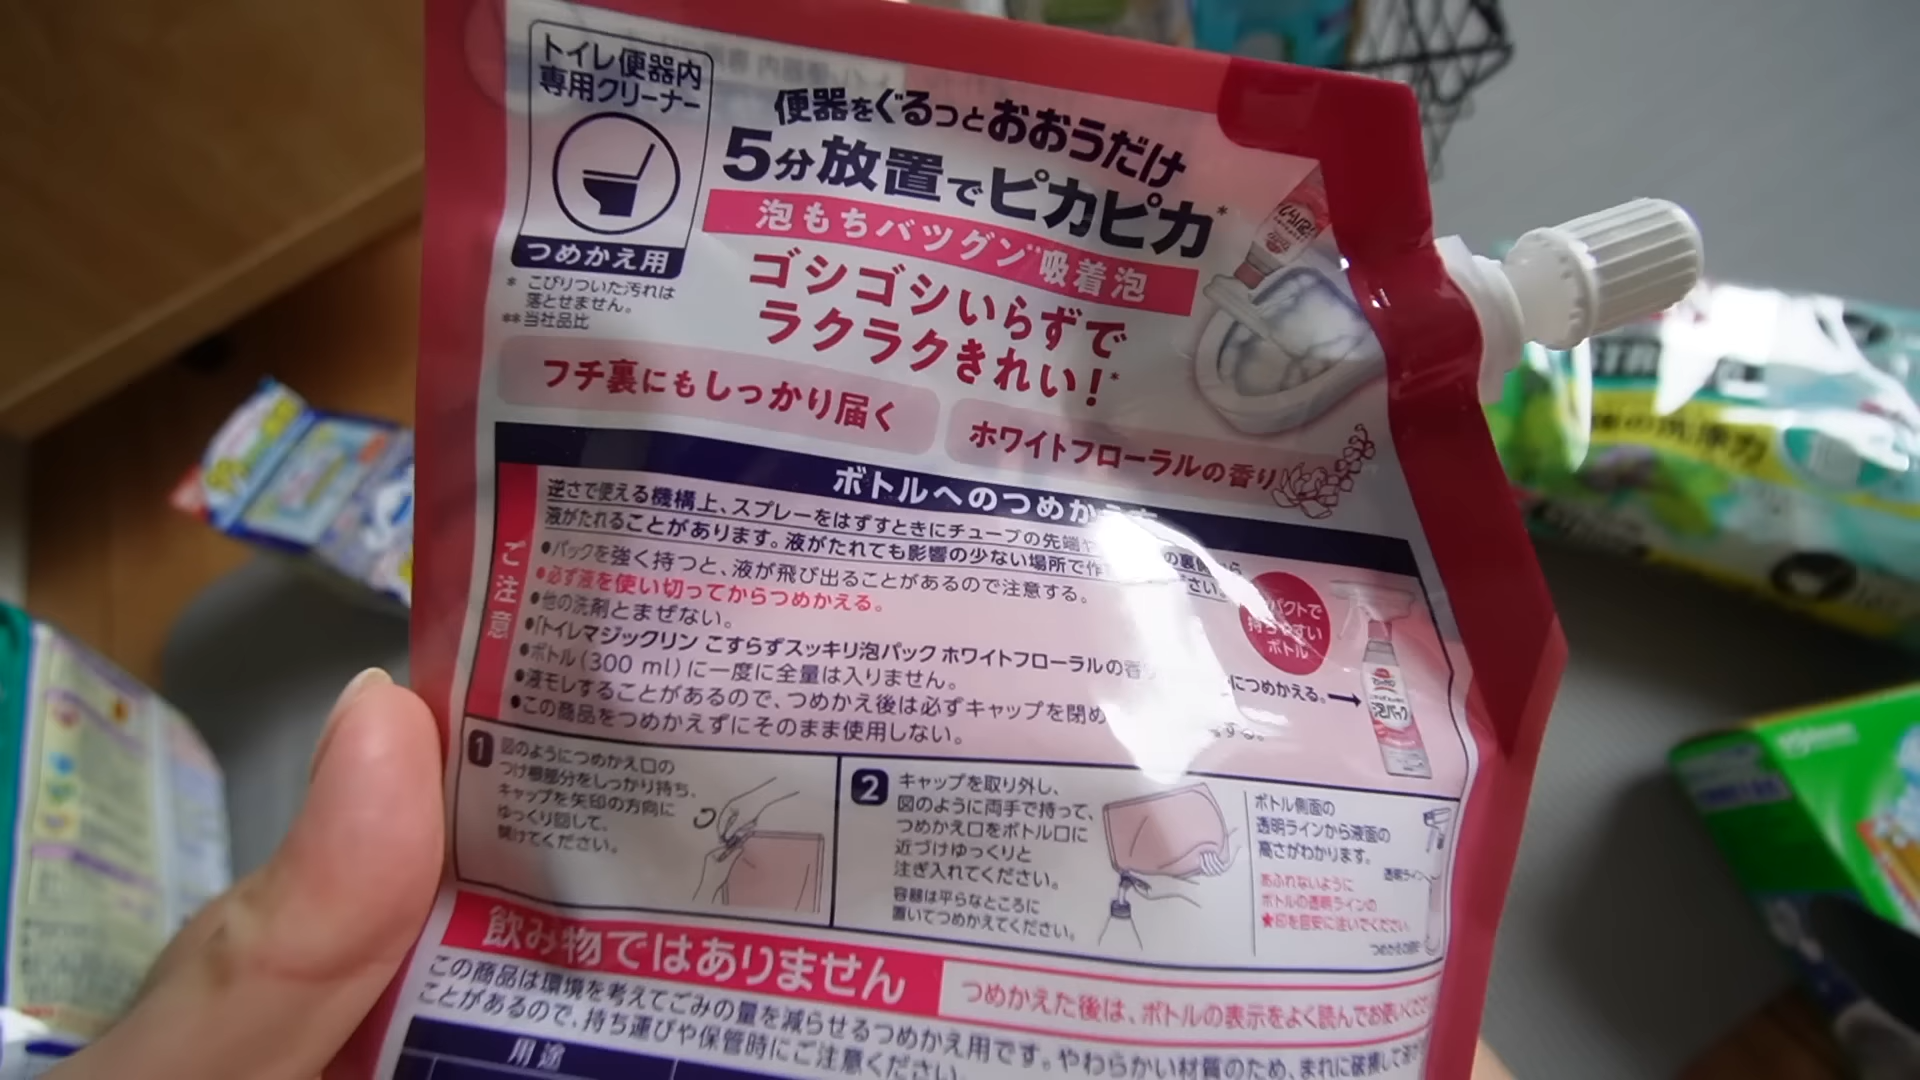 トイレ便器内
専用クリーナー
つめかえ用
* こびりついた汚れは
落とせません。
**当社品比
便器をぐるっとおおうだけ
5分放置でピカピカ*
泡もちバツグン**吸着泡
ゴシゴシいらずで
ラクラクきれい!*
フチ裏にもしっかり届く
ホワイトフローラルの香り
ボトルへのつめか
ご注意
逆さで使える機構上、スプレーをはずすときにチューブの先端や
液がたれることがあります。液がたれても影響の少ない場所で作
●パックを強く持つと、液が飛び出ることがあるので注意する。
●必ず液を使い切ってからつめかえる。
●他の洗剤とまぜない。
●「トイレマジックリン こすらずスッキリ泡パック ホワイトフローラルの香り
につめかえる。
●ボトル(300 ml)に一度に全量は入りません。
●液モレすることがあるので、つめかえ後は必ずキャップを閉め
する。
●この商品をつめかえずにそのまま使用しない。
パクトで
持ちやすい
ボトル
泡パック
1
図のようにつめかえ口の
つけ根部分をしっかり持ち、
キャップを矢印の方向に
ゆっくり回して、
開けてください。
2
キャップを取り外し、
図のように両手で持って、
つめかえ口をボトル口に
近づけゆっくりと
注ぎ入れてください。
容器は平らなところに
置いてつめかえてください。
ボトル側面の
透明ラインから液面の
高さがわかります。
透明ライン
あふれないように
ボトルの透明ラインの
★印を目安に注いでください。
飲み物ではありません
つめかえた後は、ボトルの表示をよく読んでお使いくださ
この商品は環境を考えてごみの量を減らせるつめかえ用です。やわらかい材質のため、まれに破損して液が
ことがあるので、持ち運びや保管時にご注意ください。
用途